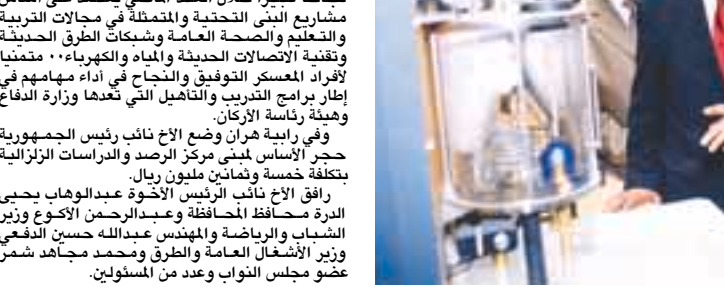 مشاريع البنى التحتية والمتمثلة في مجالات التربية
والتعليم والصحة العامة وشبكات الطرق الحديثة
وتقنية الاتصالات الحديثة والمياه والكهرباء٠٠ متمنيا
لأفراد المعسكر التوفيق والنجاح في أداء مهامهم في
إطار برامج التدريب والتأهيل التي تعدها وزارة الدفاع
وهيئة رئاسة الأركان.
وفي رابية هران وضع الأخ نائب رئيس الجمهورية
حجر الأساس لمبنى مركز الرصد والدراسات الزلزالية
بتكلفة خمسة وثمانين مليون ريال.
رافق الأخ نائب الرئيس الأخوة عبدالوهاب يحيى
الدرة محافظ المحافظة وعبدالرحمن الأكوع وزير
الشباب والرياضة والمهندس عبدالله حسين الدفعي
وزير الأشغال العامة والطرق ومحمد مجاهد شمر
عضو مجلس النواب وعدد من المسئولين.